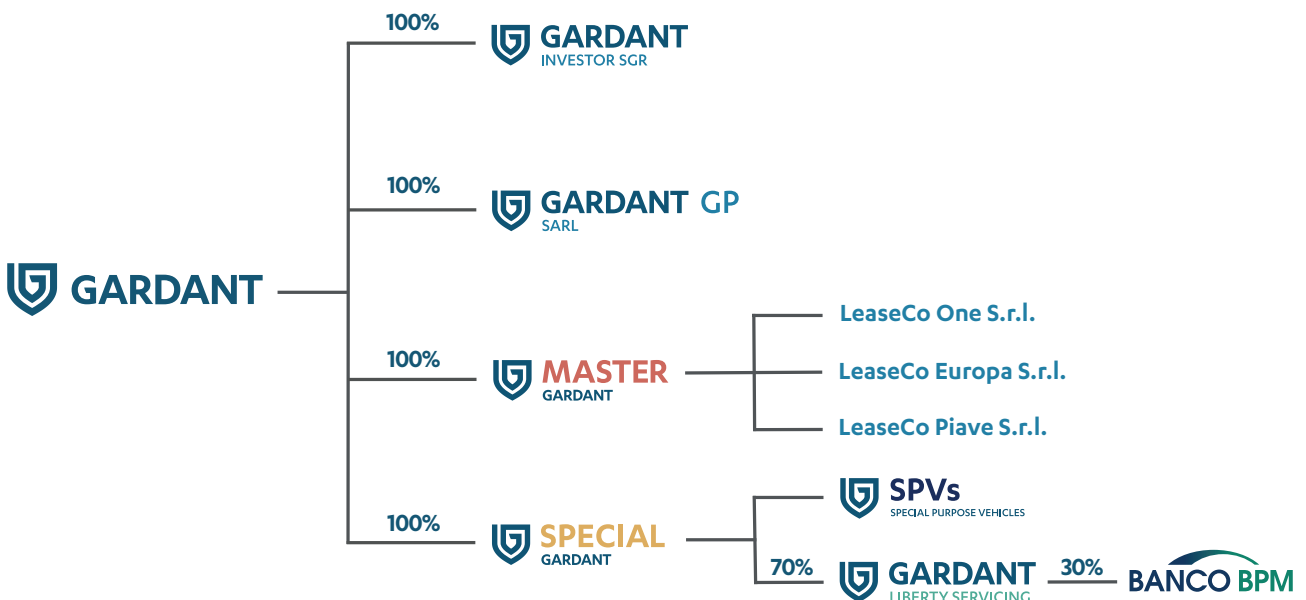 100%
GARDANT
INVESTOR SGR
100%
GARDANT GP
SARL
GARDANT
100%
MASTER
GARDANT
LeaseCo One S.r.l.
LeaseCo Europa S.r.l.
LeaseCo Piave S.r.l.
100%
SPECIAL
GARDANT
SPVs
SPECIAL PURPOSE VEHICLES
70%
GARDANT
LIBERTY SERVICING
30%
BANCO BPM